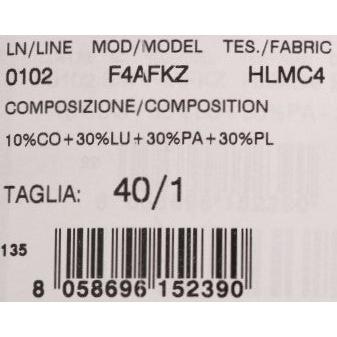 LN/LINE MOD/MODEL TES./FABRIC
0102 F4AFKZ HLMC4
COMPOSIZIONE/COMPOSITION
10%CO+30%LU+30%PA+30%PL
TAGLIA: 40/1
135
8 058696 152390